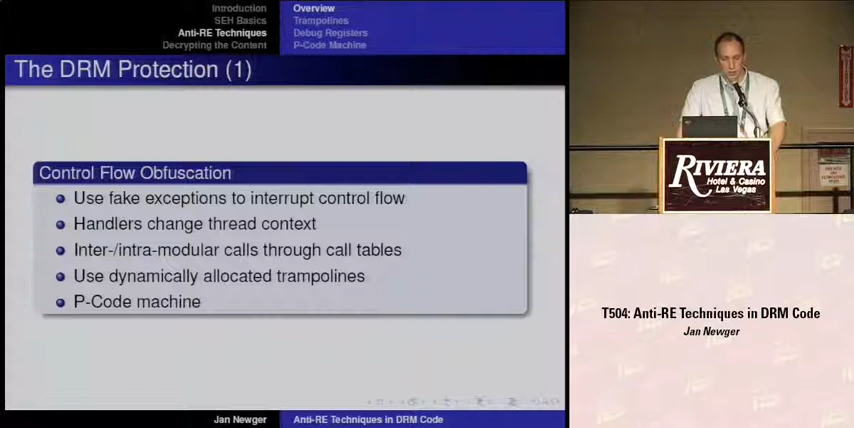 Introduction
SEH Basics
Anti-RE Techniques
Decrypting the Content
Overview
Trampolines
Debug Registers
P-Code Machine
The DRM Protection (1)
Control Flow Obfuscation
Use fake exceptions to interrupt control flow
Handlers change thread context
Inter-/intra-modular calls through call tables
Use dynamically allocated trampolines
P-Code machine
Jan Newger
Anti-RE Techniques in DRM Code
RIVIERA
Hotel & Casino
Las Vegas
T504: Anti-RE Techniques in DRM Code
Jan Newger